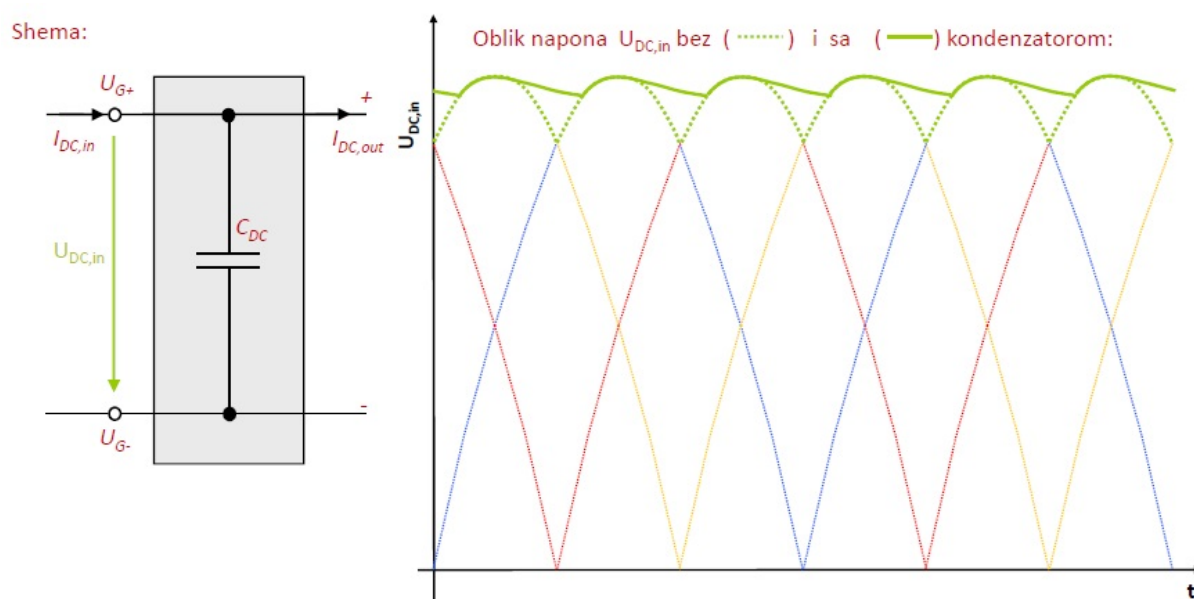 Shema:
Oblik napona U_DC,in bez ( ) i sa ( ) kondenzatorom:
U_G+
+
I_DC,in
I_DC,out
C_DC
U_DC,in
-
U_G-
U_DC,in
t